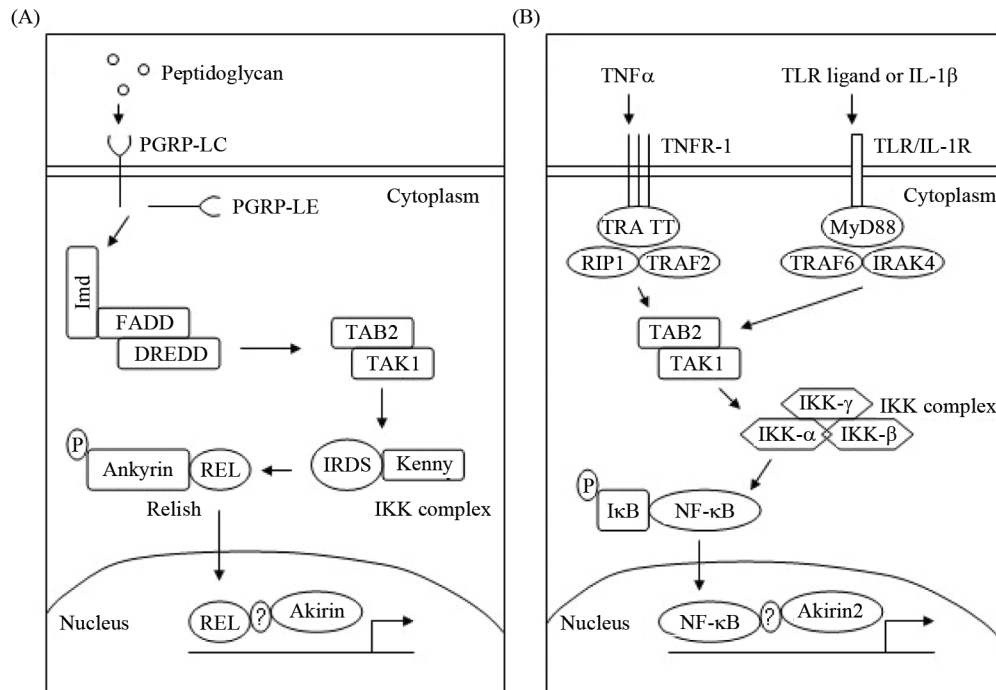 (A)
Peptidoglycan
PGRP-LC
Cytoplasm
PGRP-LE
Imd
FADD
DREDD
TAB2
TAK1
P
Ankyrin
REL
IRDS
Kenny
Relish
IKK complex
Nucleus
REL
?
Akirin
(B)
TNFα
TLR ligand or IL-1β
TNFR-1
TLR/IL-1R
Cytoplasm
TRA TT
MyD88
RIP1
TRAF2
TRAF6
IRAK4
TAB2
TAK1
IKK-γ
IKK complex
IKK-α
IKK-β
P
IκB
NF-κB
Nucleus
NF-κB
?
Akirin2